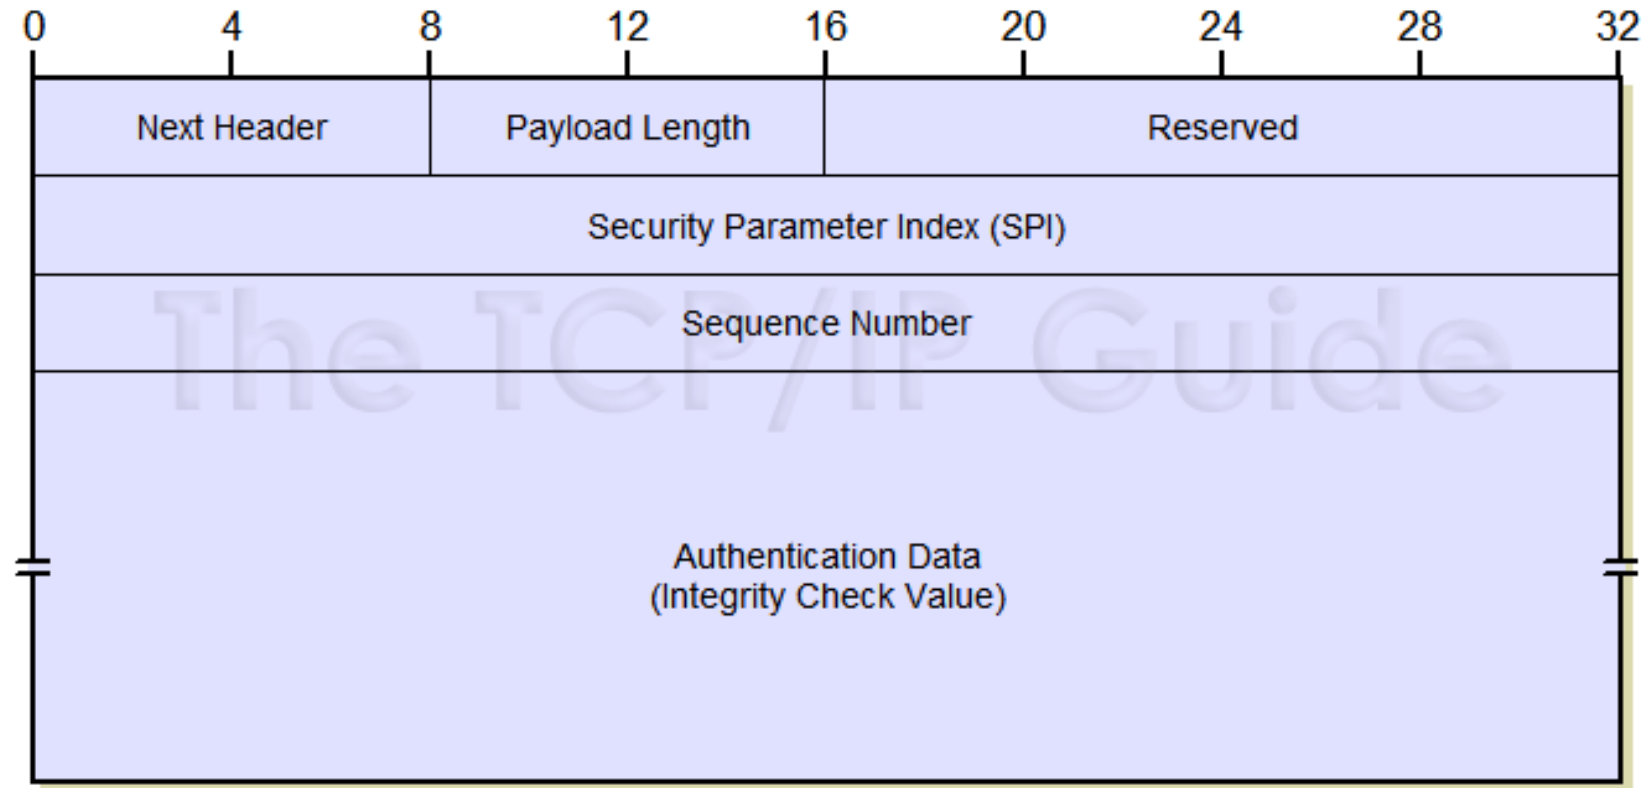 0 4 8 12 16 20 24 28 32
Next Header Payload Length Reserved
Security Parameter Index (SPI)
The TCP/IP Guide
Sequence Number
Authentication Data
(Integrity Check Value)